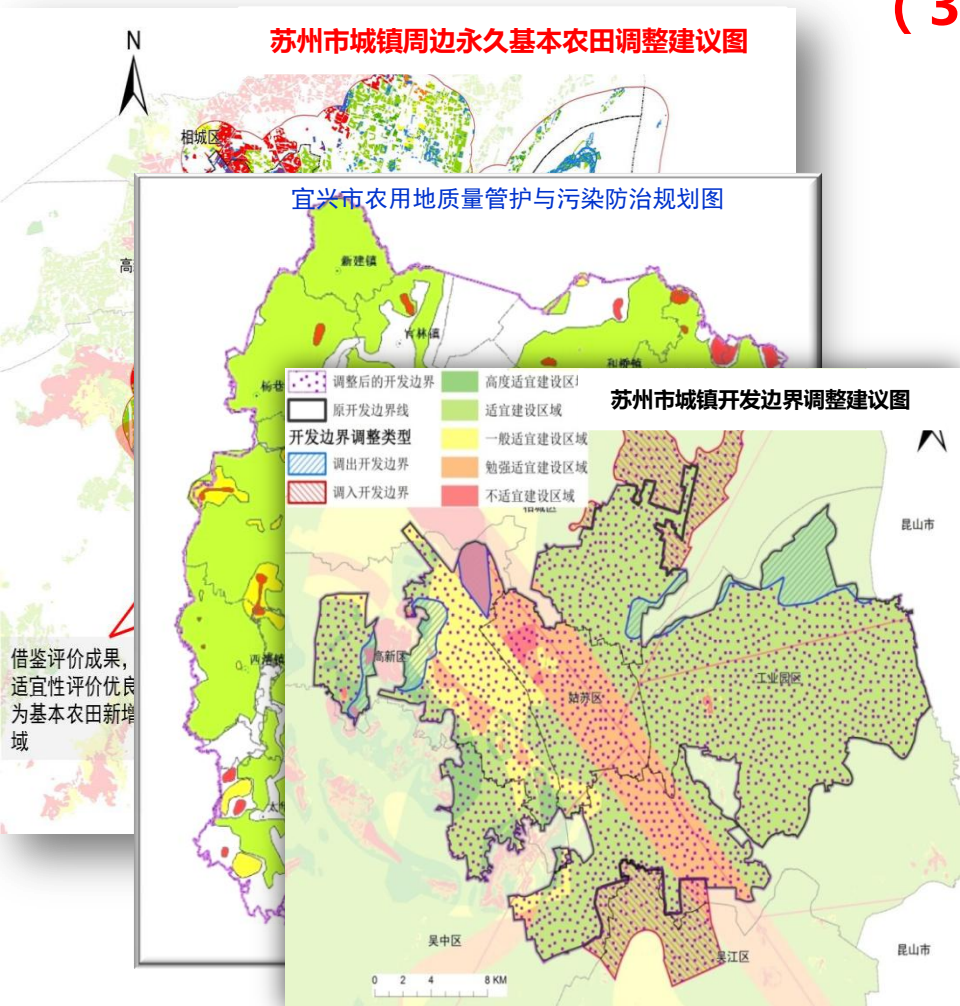 （3
N
苏州市城镇周边永久基本农田调整建议图
相城区
宜兴市农用地质量管护与污染防治规划图
新建镇
高
官林镇
和桥镇
杨巷
调整后的开发边界
高度适宜建设区域
原开发边界线
适宜建设区域
开发边界调整类型
一般适宜建设区域
调出开发边界
勉强适宜建设区域
调入开发边界
不适宜建设区域
苏州市城镇开发边界调整建议图
相城区
昆山市
借鉴评价成果，
适宜性评价优良
为基本农田新增
域
西渚镇
高新区
工业园区
姑苏区
太
吴中区
吴江区
昆山市
0 2 4 8 KM